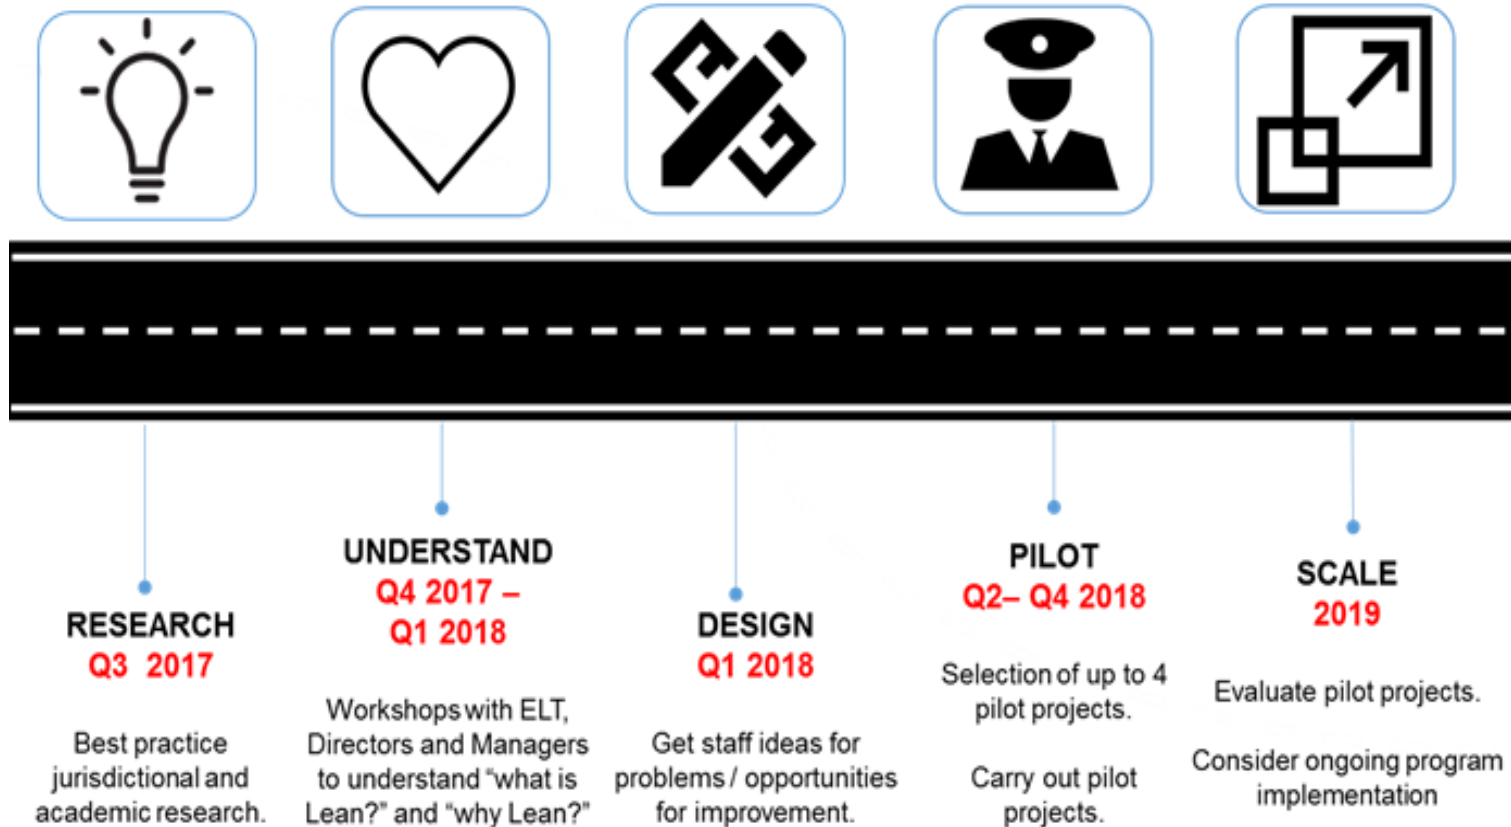 RESEARCH
Q3 2017
Best practice
jurisdictional and
academic research.
UNDERSTAND
Q4 2017 –
Q1 2018
Workshops with ELT,
Directors and Managers
to understand “what is
Lean?” and “why Lean?”
DESIGN
Q1 2018
Get staff ideas for
problems / opportunities
for improvement.
PILOT
Q2– Q4 2018
Selection of up to 4
pilot projects.
Carry out pilot
projects.
SCALE
2019
Evaluate pilot projects.
Consider ongoing program
implementation